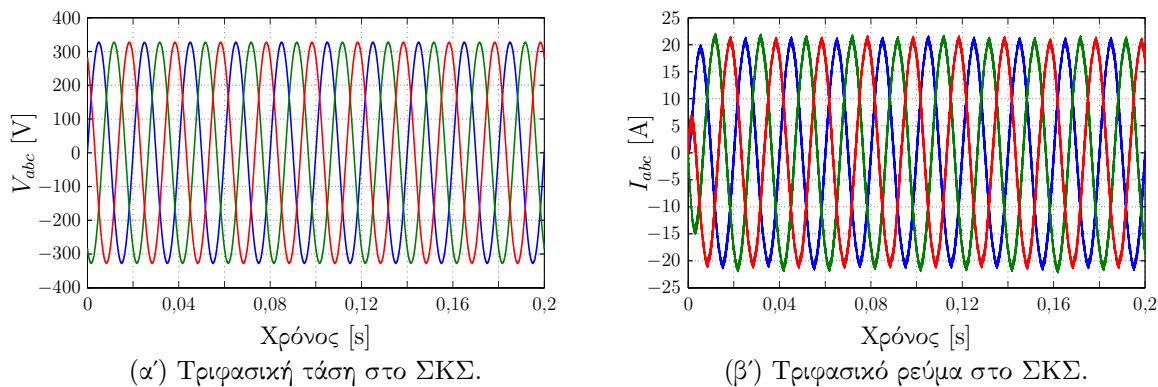 400
300
200
100
0
−100
−200
−300
−400
V_abc [V]
0 0,04 0,08 0,12 0,16 0,2
Χρόνος [s]
(αʹ) Τριφασική τάση στο ΣΚΣ.
25
20
15
10
5
0
−5
−10
−15
−20
−25
I_abc [A]
0 0,04 0,08 0,12 0,16 0,2
Χρόνος [s]
(βʹ) Τριφασικό ρεύμα στο ΣΚΣ.